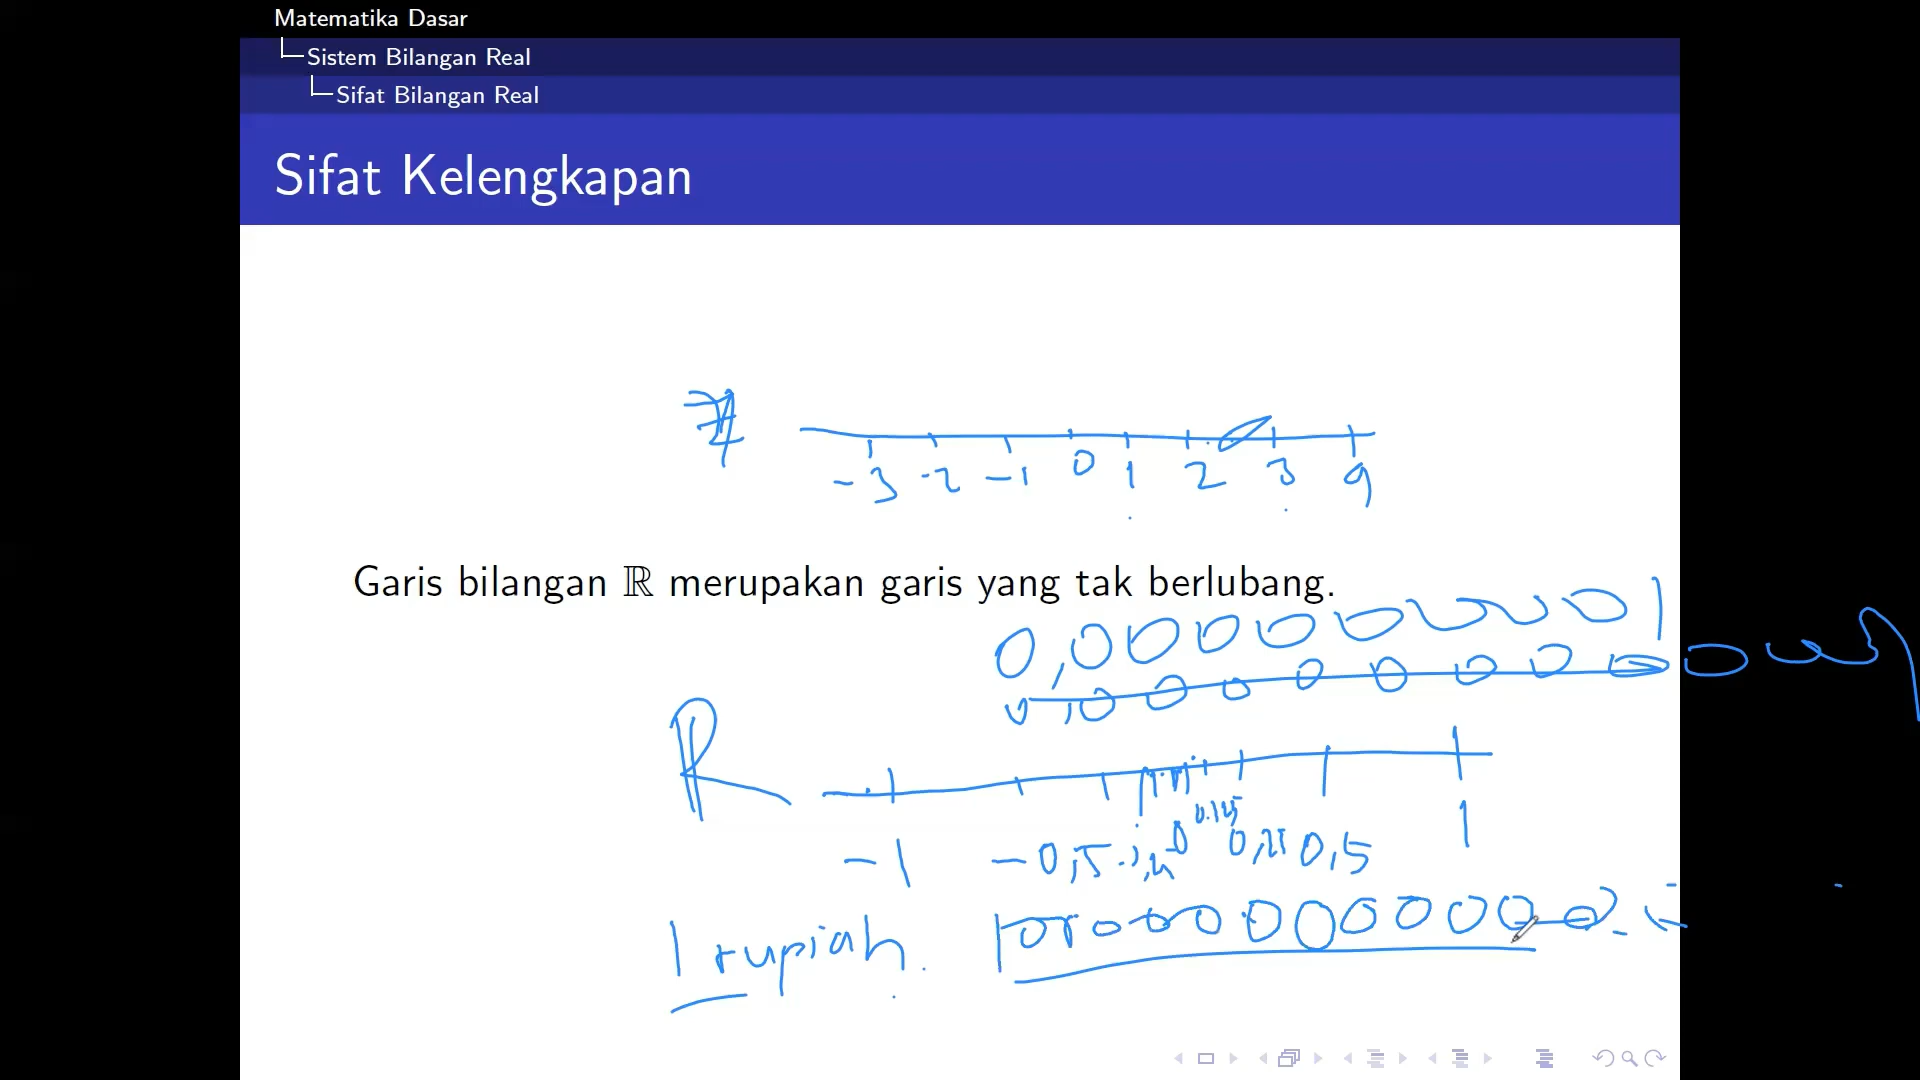 Matematika Dasar
Sistem Bilangan Real
Sifat Bilangan Real
Sifat Kelengkapan
-3 -2 -1 0 1 2 3 4
Garis bilangan ℝ merupakan garis yang tak berlubang.
0,00000000001
R
-1 -0,5 0 0.125 0,25 0,5 1
1 rupiah.